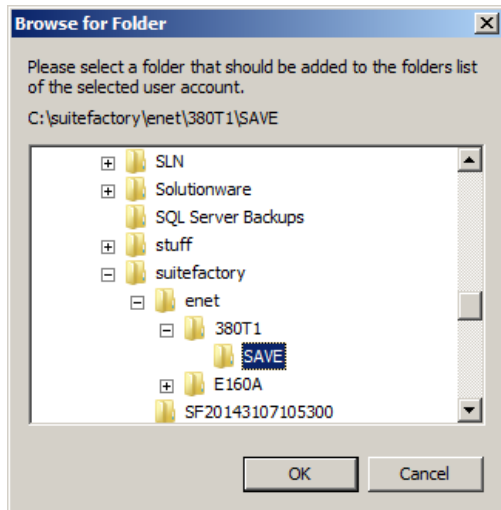 Browse for Folder
Please select a folder that should be added to the folders list
of the selected user account.
C:\suitefactory\enet\380T1\SAVE
SLN
Solutionware
SQL Server Backups
stuff
suitefactory
enet
380T1
SAVE
E160A
SF20143107105300
OK Cancel